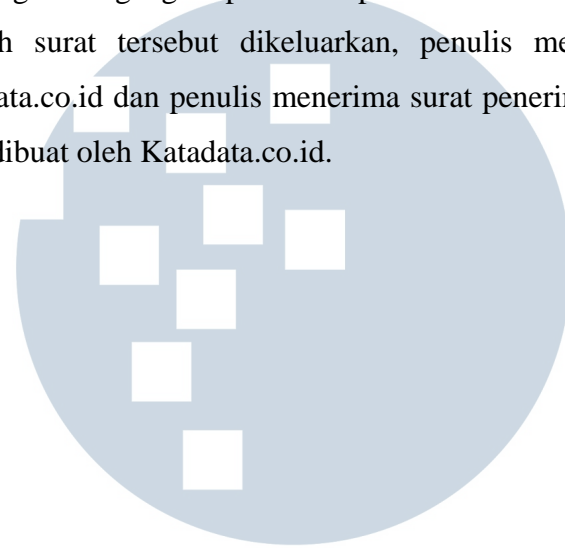 h surat tersebut dikeluarkan, penulis me
ata.co.id dan penulis menerima surat penerin
dibuat oleh Katadata.co.id.